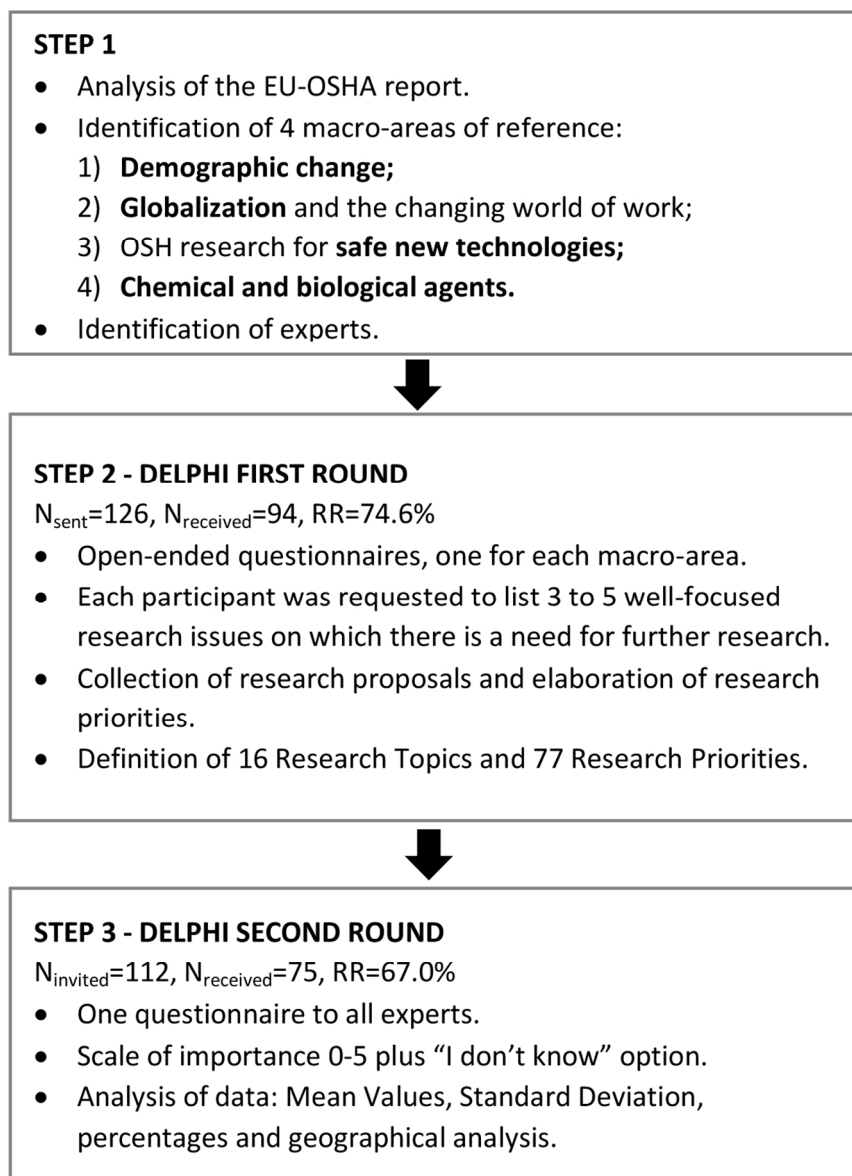 STEP 1
• Analysis of the EU-OSHA report.
• Identification of 4 macro-areas of reference:
1) Demographic change;
2) Globalization and the changing world of work;
3) OSH research for safe new technologies;
4) Chemical and biological agents.
• Identification of experts.
STEP 2 - DELPHI FIRST ROUND
Nsent=126, Nreceived=94, RR=74.6%
• Open-ended questionnaires, one for each macro-area.
• Each participant was requested to list 3 to 5 well-focused
research issues on which there is a need for further research.
• Collection of research proposals and elaboration of research
priorities.
• Definition of 16 Research Topics and 77 Research Priorities.
STEP 3 - DELPHI SECOND ROUND
Ninvited=112, Nreceived=75, RR=67.0%
• One questionnaire to all experts.
• Scale of importance 0-5 plus “I don’t know” option.
• Analysis of data: Mean Values, Standard Deviation,
percentages and geographical analysis.